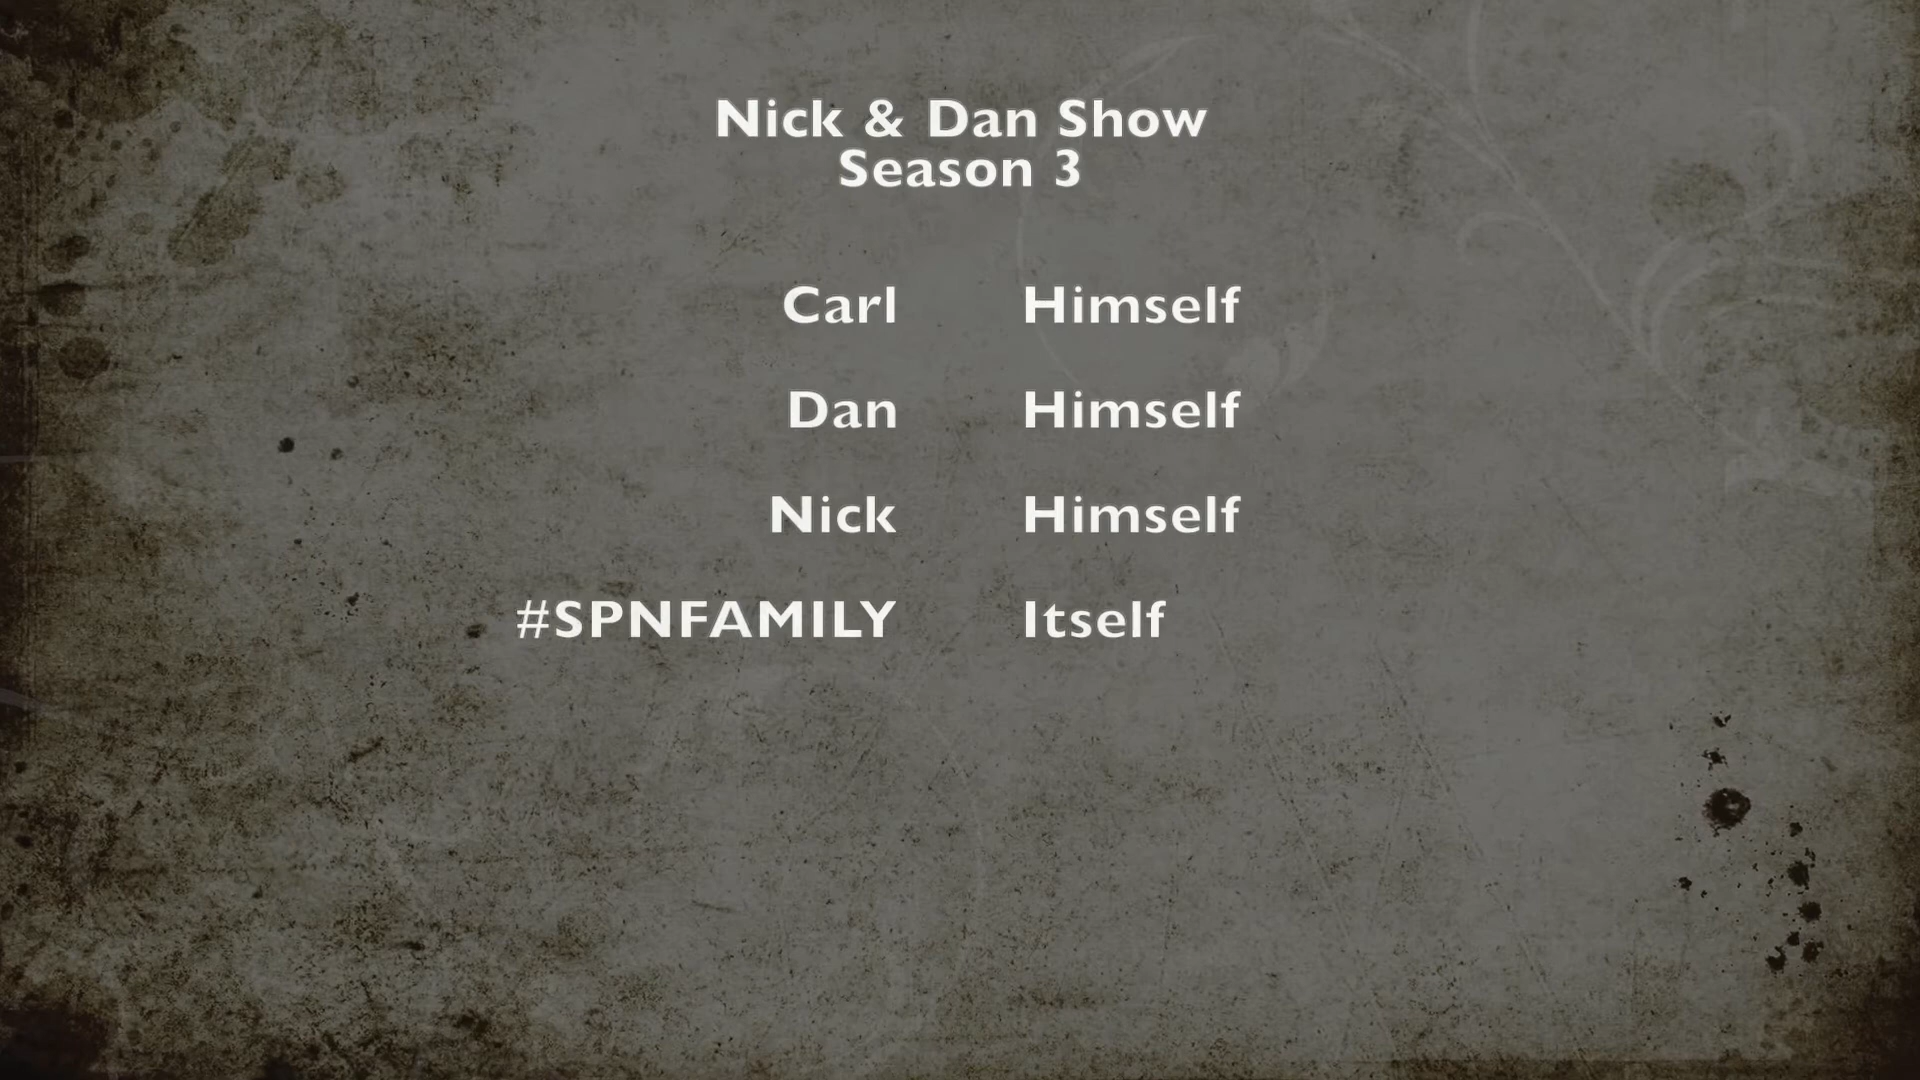 Nick & Dan Show
Season 3
Carl Himself
Dan Himself
Nick Himself
#SPNFAMILY Itself